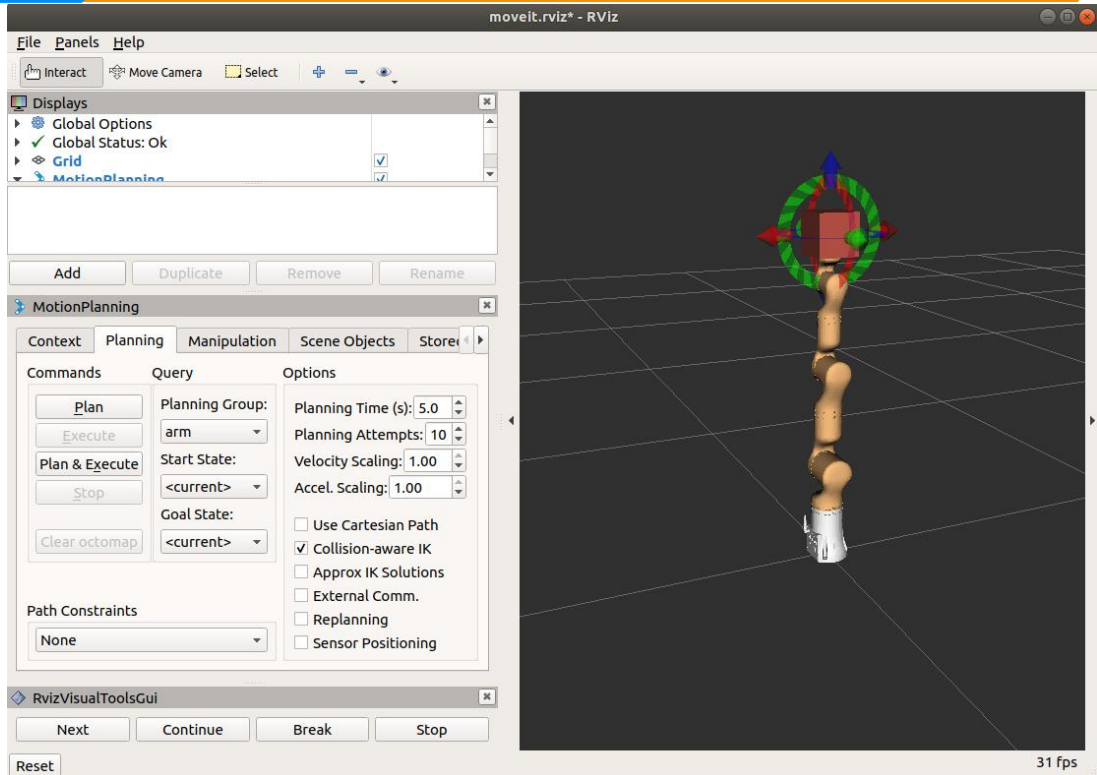 moveit.rviz* - RViz
File Panels Help
Interact Move Camera Select
Displays
Global Options
Global Status: Ok
Grid
MotionPlanning
Add Duplicate Remove Rename
MotionPlanning
Context Planning Manipulation Scene Objects
Commands Query Options
Plan Planning Group: Planning Time (s): 5.0
Execute arm Planning Attempts: 10
Plan & Execute Start State: Velocity Scaling: 1.00
Stop <current> Accel. Scaling: 1.00
Goal State: Use Cartesian Path
Clear octomap <current> Collision-aware IK
Approx IK Solutions
External Comm.
Path Constraints Replanning
None Sensor Positioning
RvizVisualToolsGui
Next Continue Break Stop
Reset 31 fps